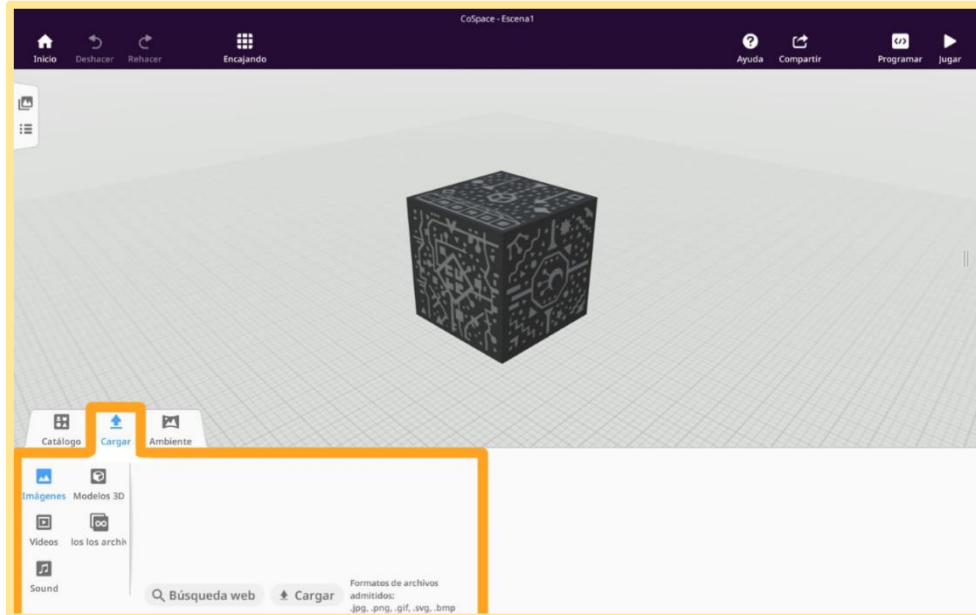 CoSpace - Escena1
Inicio Deshacer Rehacer Encajando Ayuda Compartir Programar Jugar
Catálogo Cargar Ambiente
Imágenes Modelos 3D
Videos los los archiv
Sound
Búsqueda web Cargar
Formatos de archivos
admitidos:
.jpg, .png, .gif, .svg, .bmp